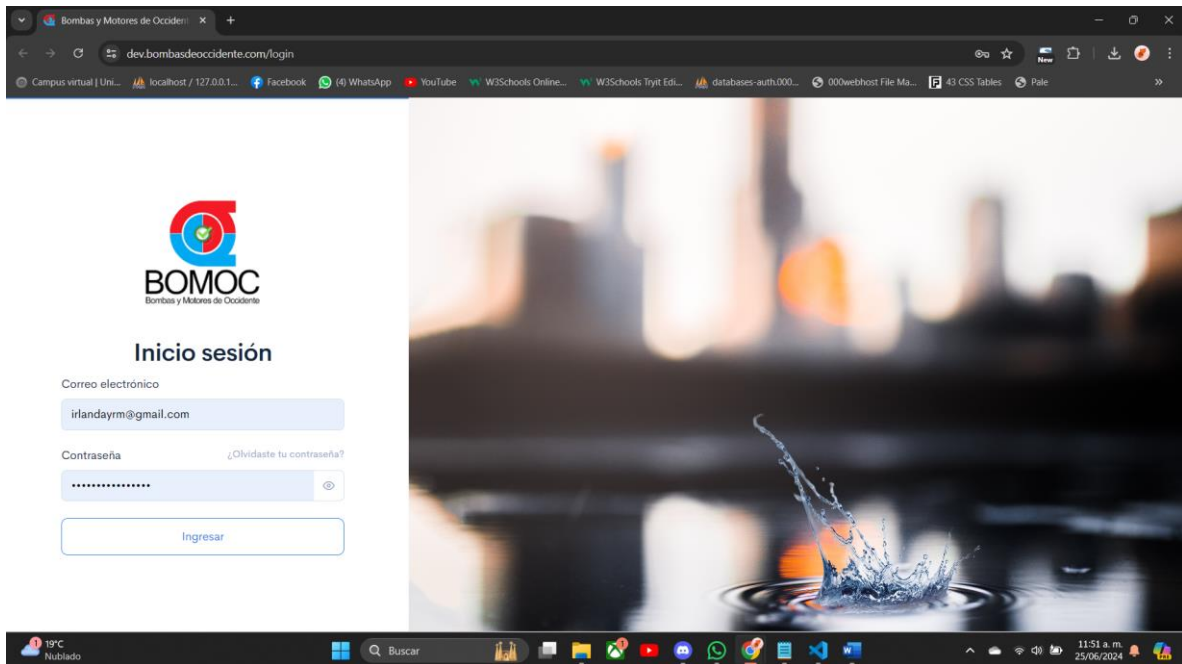 Bombas y Motores de Occident
dev.bombasdeoccidente.com/login
New
Campus virtual | Uni... localhost / 127.0.0.1... Facebook (4) WhatsApp YouTube W3Schools Online... W3Schools Tryit Edi... databases-auth.000... 000webhost File Ma... 43 CSS Tables Pale
BOMOC
Bombas y Motores de Occidente
Inicio sesión
Correo electrónico
irlandayrm@gmail.com
Contraseña ¿Olvidaste tu contraseña?
••••••••••••••••
Ingresar
1 19°C
Nublado
Buscar
11:51 a. m.
25/06/2024